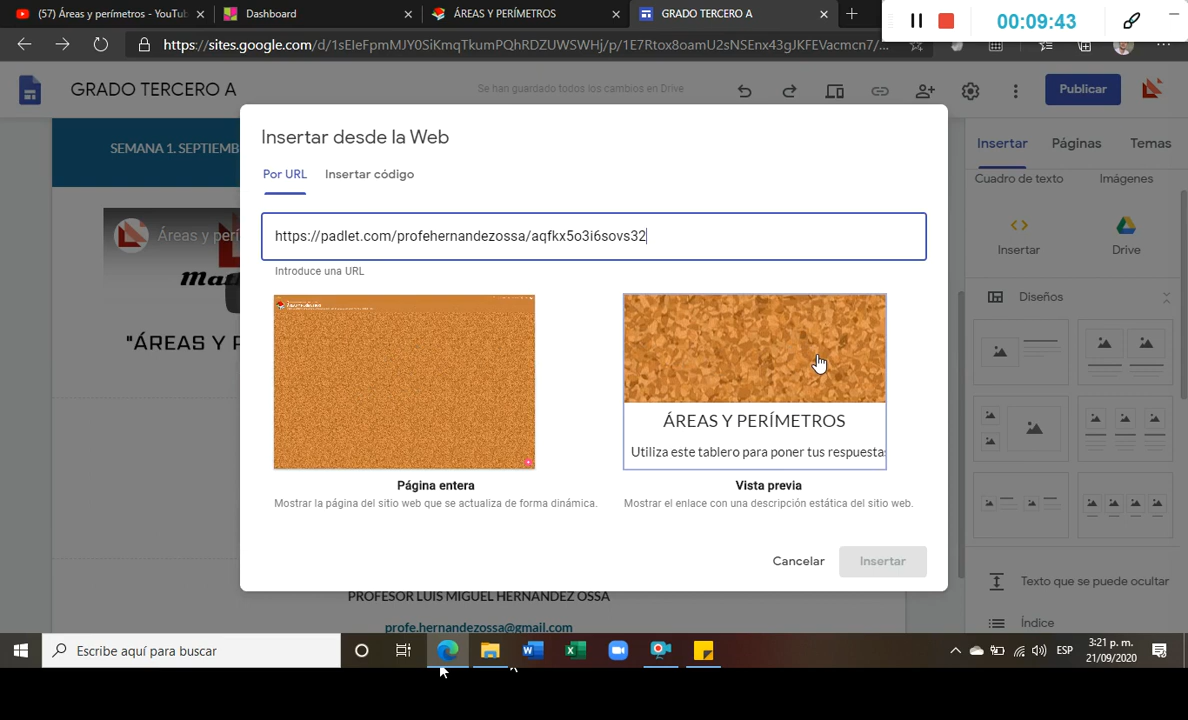 (57) Áreas y perímetros - YouTu
Dashboard
ÁREAS Y PERÍMETROS
GRADO TERCERO A
00:09:43
https://sites.google.com/d/1sEIeFpmMJY0SiKmqTkumPQhRDZUWSWHj/p/1E7Rtox8oamU2sNSEnx43gJKFEVacmcn7/...
GRADO TERCERO A
Se han guardado todos los cambios en Drive
Publicar
SEMANA 1. SEPTIEMB
Insertar desde la Web
Insertar
Páginas
Temas
Por URL
Insertar código
Cuadro de texto
Imágenes
Áreas y perí
https://padlet.com/profehernandezossa/aqfkx5o3i6sovs32
Insertar
Drive
Introduce una URL
Ma
Diseños
"ÁREAS Y P
ÁREAS Y PERÍMETROS
Utiliza este tablero para poner tus respuestas
Página entera
Vista previa
Mostrar la página del sitio web que se actualiza de forma dinámica.
Mostrar el enlace con una descripción estática del sitio web.
Cancelar
Insertar
Texto que se puede ocultar
PROFESOR LUIS MIGUEL HERNÁNDEZ OSSA
Índice
profe.hernandezossa@gmail.com
Escribe aquí para buscar
ESP
3:21 p. m.
21/09/2020